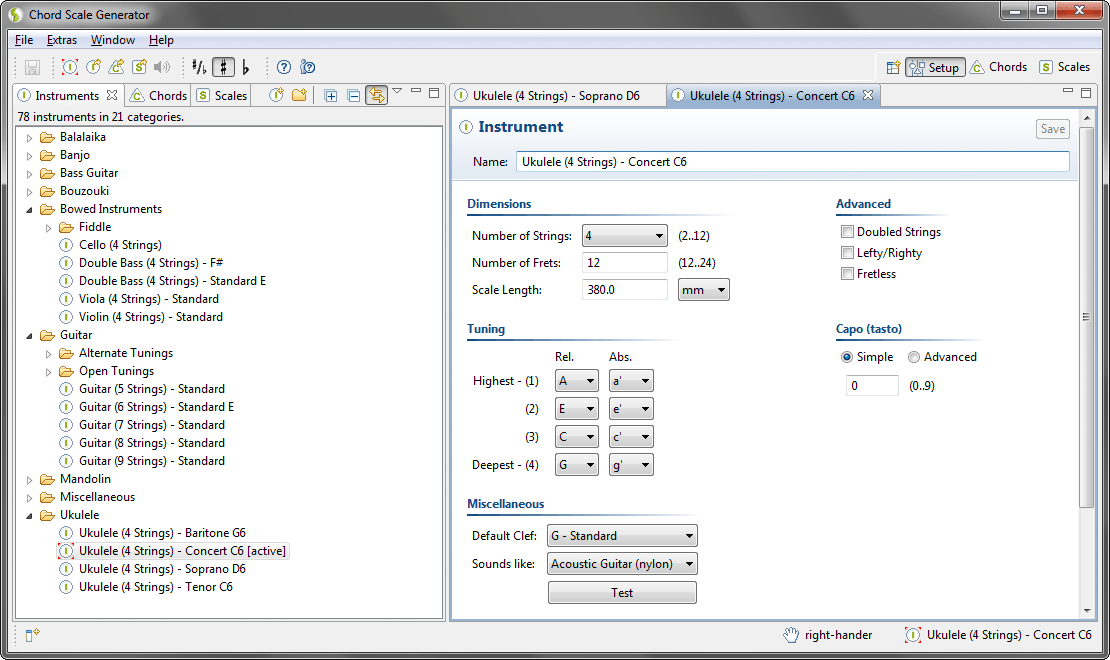 Chord Scale Generator
File Extras Window Help
Setup Chords Scales
Instruments Chords Scales
78 instruments in 21 categories.
Balalaika
Banjo
Bass Guitar
Bouzouki
Bowed Instruments
Fiddle
Cello (4 Strings)
Double Bass (4 Strings) - F#
Double Bass (4 Strings) - Standard E
Viola (4 Strings) - Standard
Violin (4 Strings) - Standard
Guitar
Alternate Tunings
Open Tunings
Guitar (5 Strings) - Standard
Guitar (6 Strings) - Standard E
Guitar (7 Strings) - Standard
Guitar (8 Strings) - Standard
Guitar (9 Strings) - Standard
Mandolin
Miscellaneous
Ukulele
Ukulele (4 Strings) - Baritone G6
Ukulele (4 Strings) - Concert C6 [active]
Ukulele (4 Strings) - Soprano D6
Ukulele (4 Strings) - Tenor C6
Ukulele (4 Strings) - Soprano D6 Ukulele (4 Strings) - Concert C6
Instrument
Save
Name: Ukulele (4 Strings) - Concert C6
Dimensions
Number of Strings: 4 (2..12)
Number of Frets: 12 (12..24)
Scale Length: 380.0 mm
Advanced
Doubled Strings
Lefty/Righty
Fretless
Tuning
Rel. Abs.
Highest - (1) A a'
(2) E e'
(3) C c'
Deepest - (4) G g'
Capo (tasto)
Simple Advanced
0 (0..9)
Miscellaneous
Default Clef: G - Standard
Sounds like: Acoustic Guitar (nylon)
Test
right-hander Ukulele (4 Strings) - Concert C6